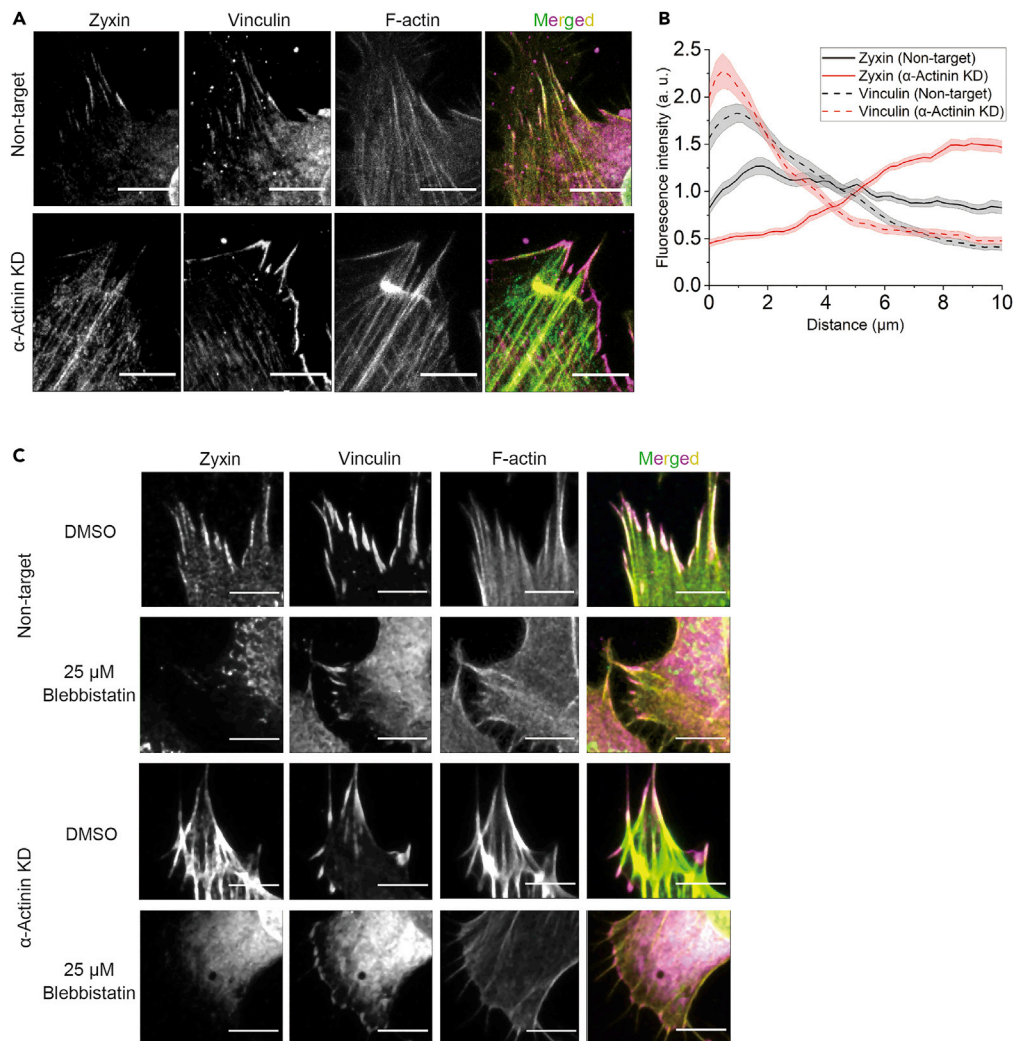 A
Zyxin
Vinculin
F-actin
Merged
Non-target
α-Actinin KD
B
2.5
2.0
1.5
1.0
0.5
0.0
Fluorescence intensity (a. u.)
Zyxin (Non-target)
Zyxin (α-Actinin KD)
Vinculin (Non-target)
Vinculin (α-Actinin KD)
0
2
4
6
8
10
Distance (µm)
C
Zyxin
Vinculin
F-actin
Merged
Non-target
DMSO
25 µM
Blebbistatin
α-Actinin KD
DMSO
25 µM
Blebbistatin